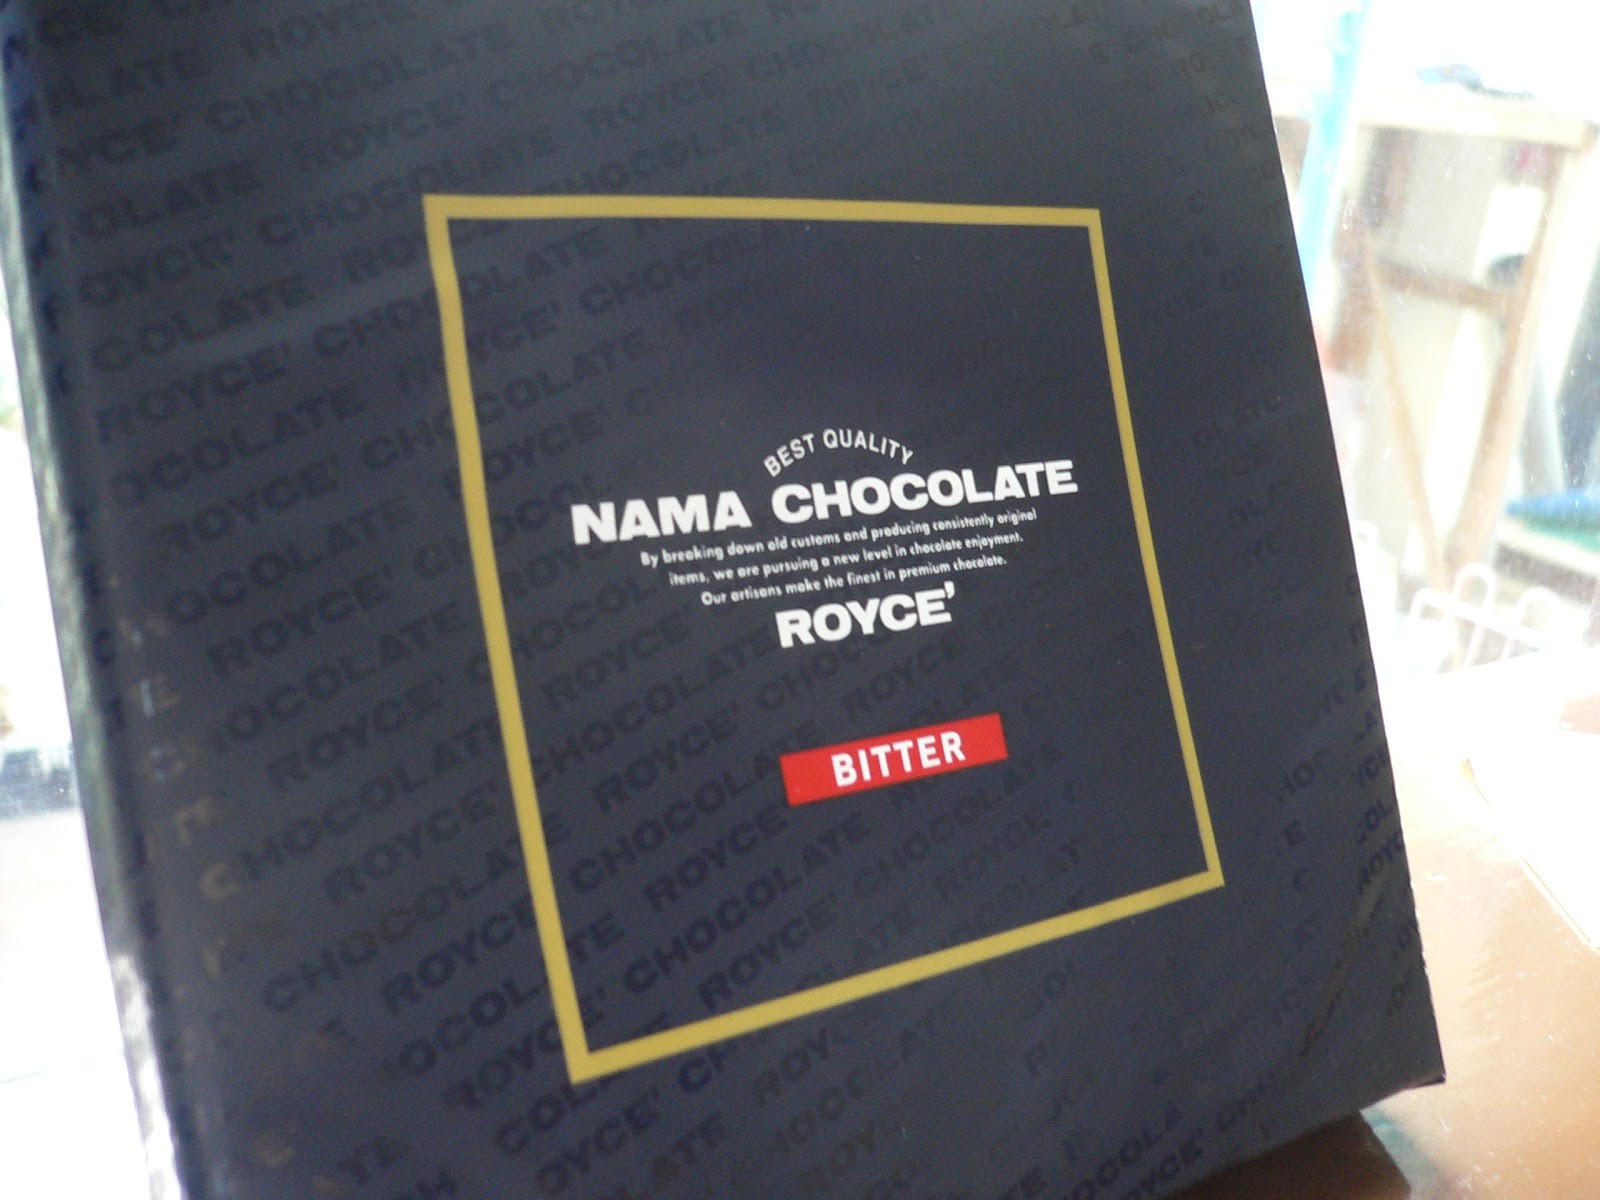 BEST QUALITY
NAMA CHOCOLATE
By breaking down old customs and producing consistently original
items, we are pursuing a new level in chocolate enjoyment.
Our artisans make the finest in premium chocolate.
ROYCE'
BITTER